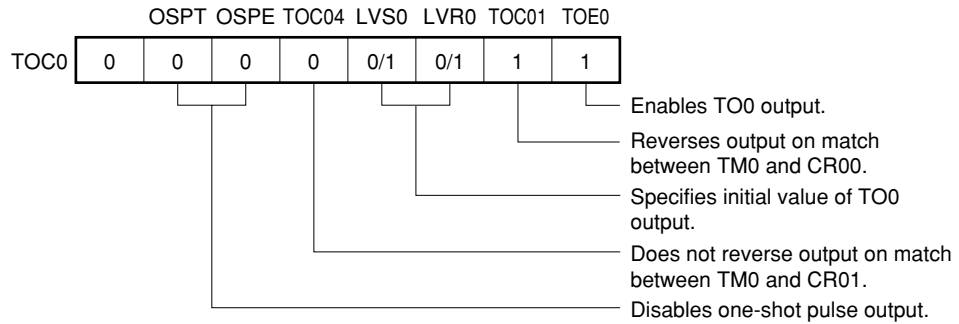 OSPT OSPE TOC04 LVS0 LVR0 TOC01 TOE0
TOC0 0 0 0 0 0/1 0/1 1 1
Enables TO0 output.
Reverses output on match
between TM0 and CR00.
Specifies initial value of TO0
output.
Does not reverse output on match
between TM0 and CR01.
Disables one-shot pulse output.